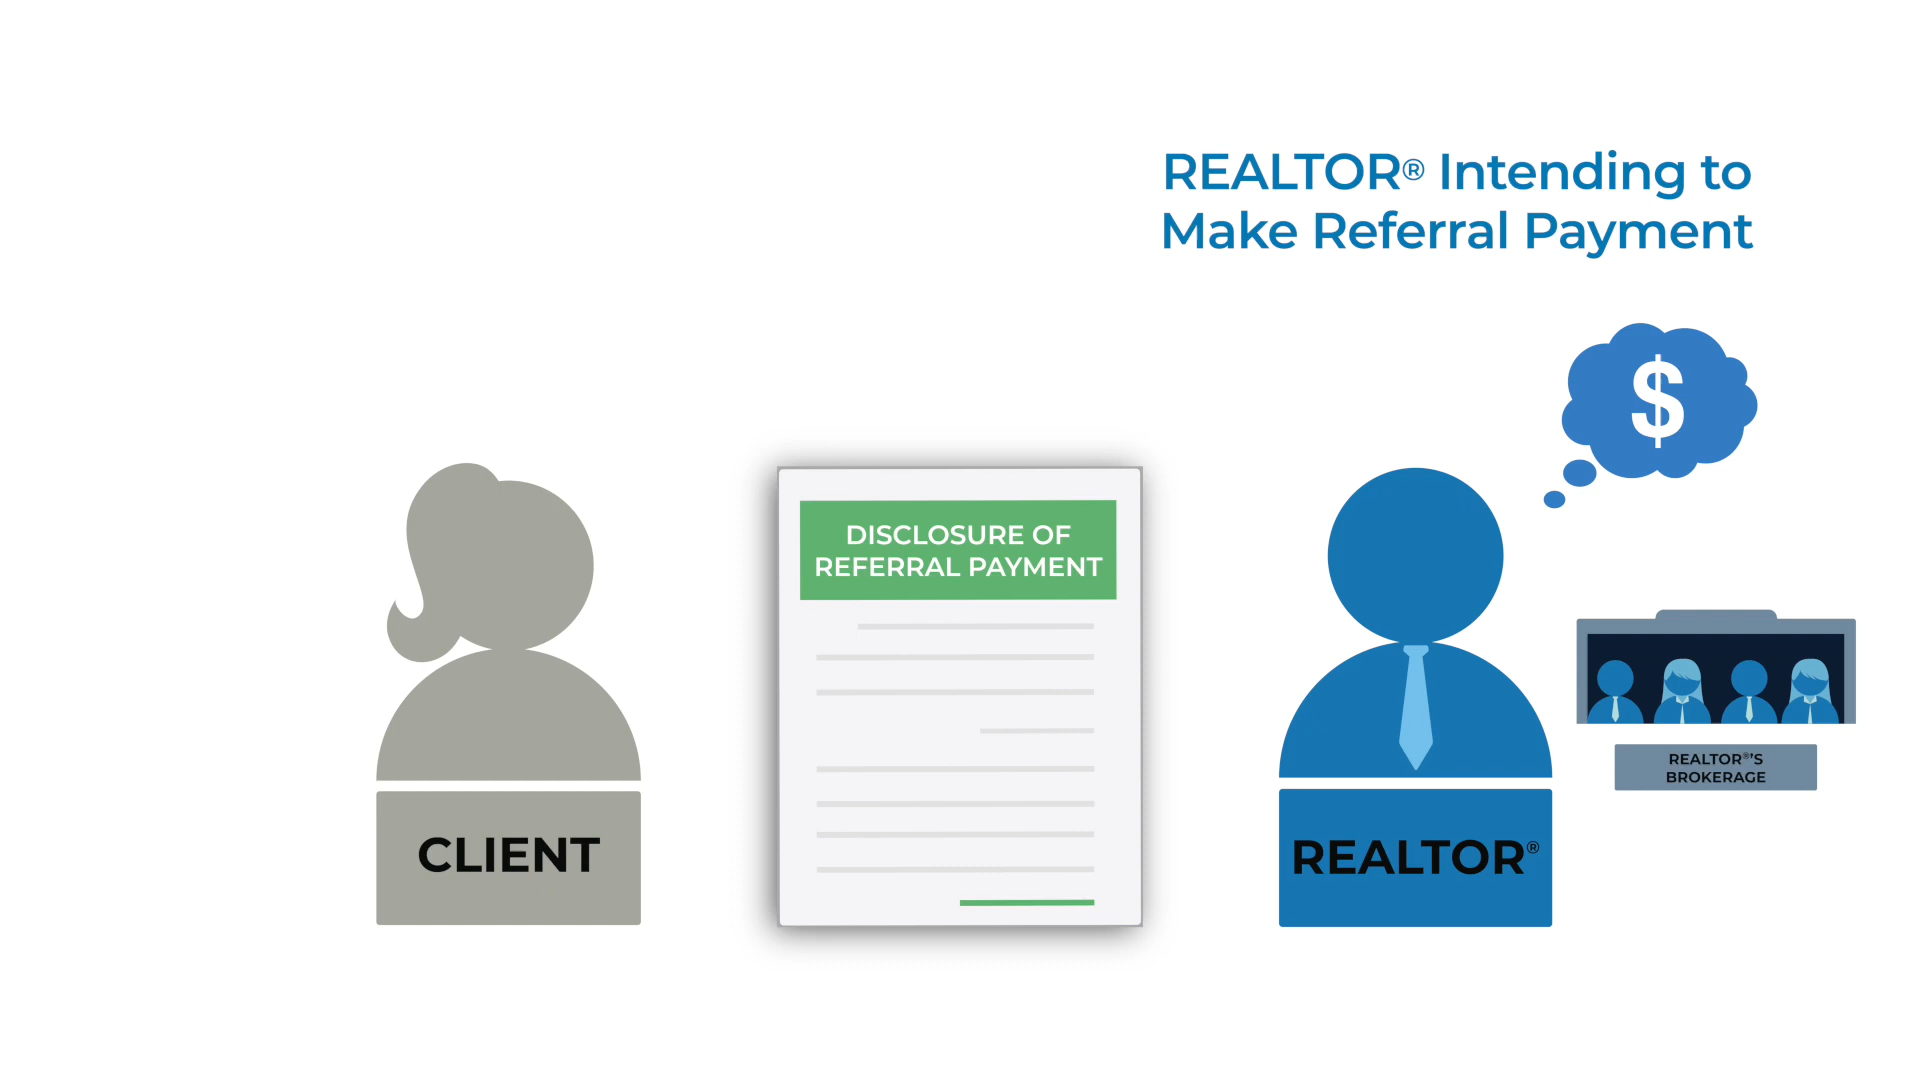 REALTOR® Intending to
Make Referral Payment
$
DISCLOSURE OF
REFERRAL PAYMENT
REALTOR®'S
BROKERAGE
CLIENT
REALTOR®